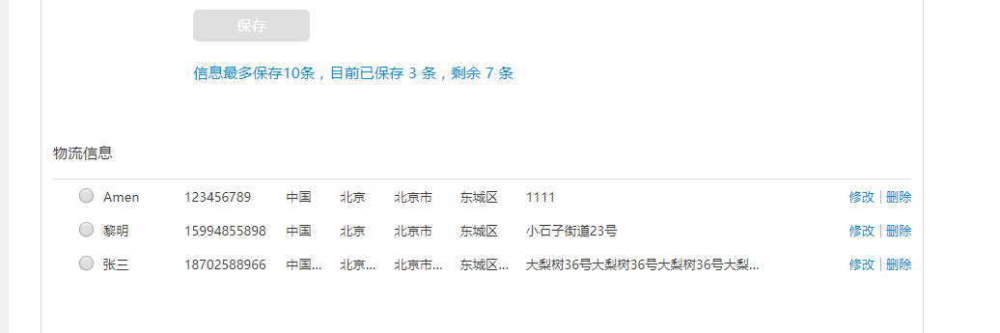 保存
信息最多保存10条，目前已保存 3 条，剩余 7 条
物流信息
Amen 123456789 中国 北京 北京市 东城区 1111 修改 | 删除
黎明 15994855898 中国 北京 北京市 东城区 小石子街道23号 修改 | 删除
张三 18702588966 中国... 北京... 北京市... 东城区... 大梨树36号大梨树36号大梨树36号大梨... 修改 | 删除